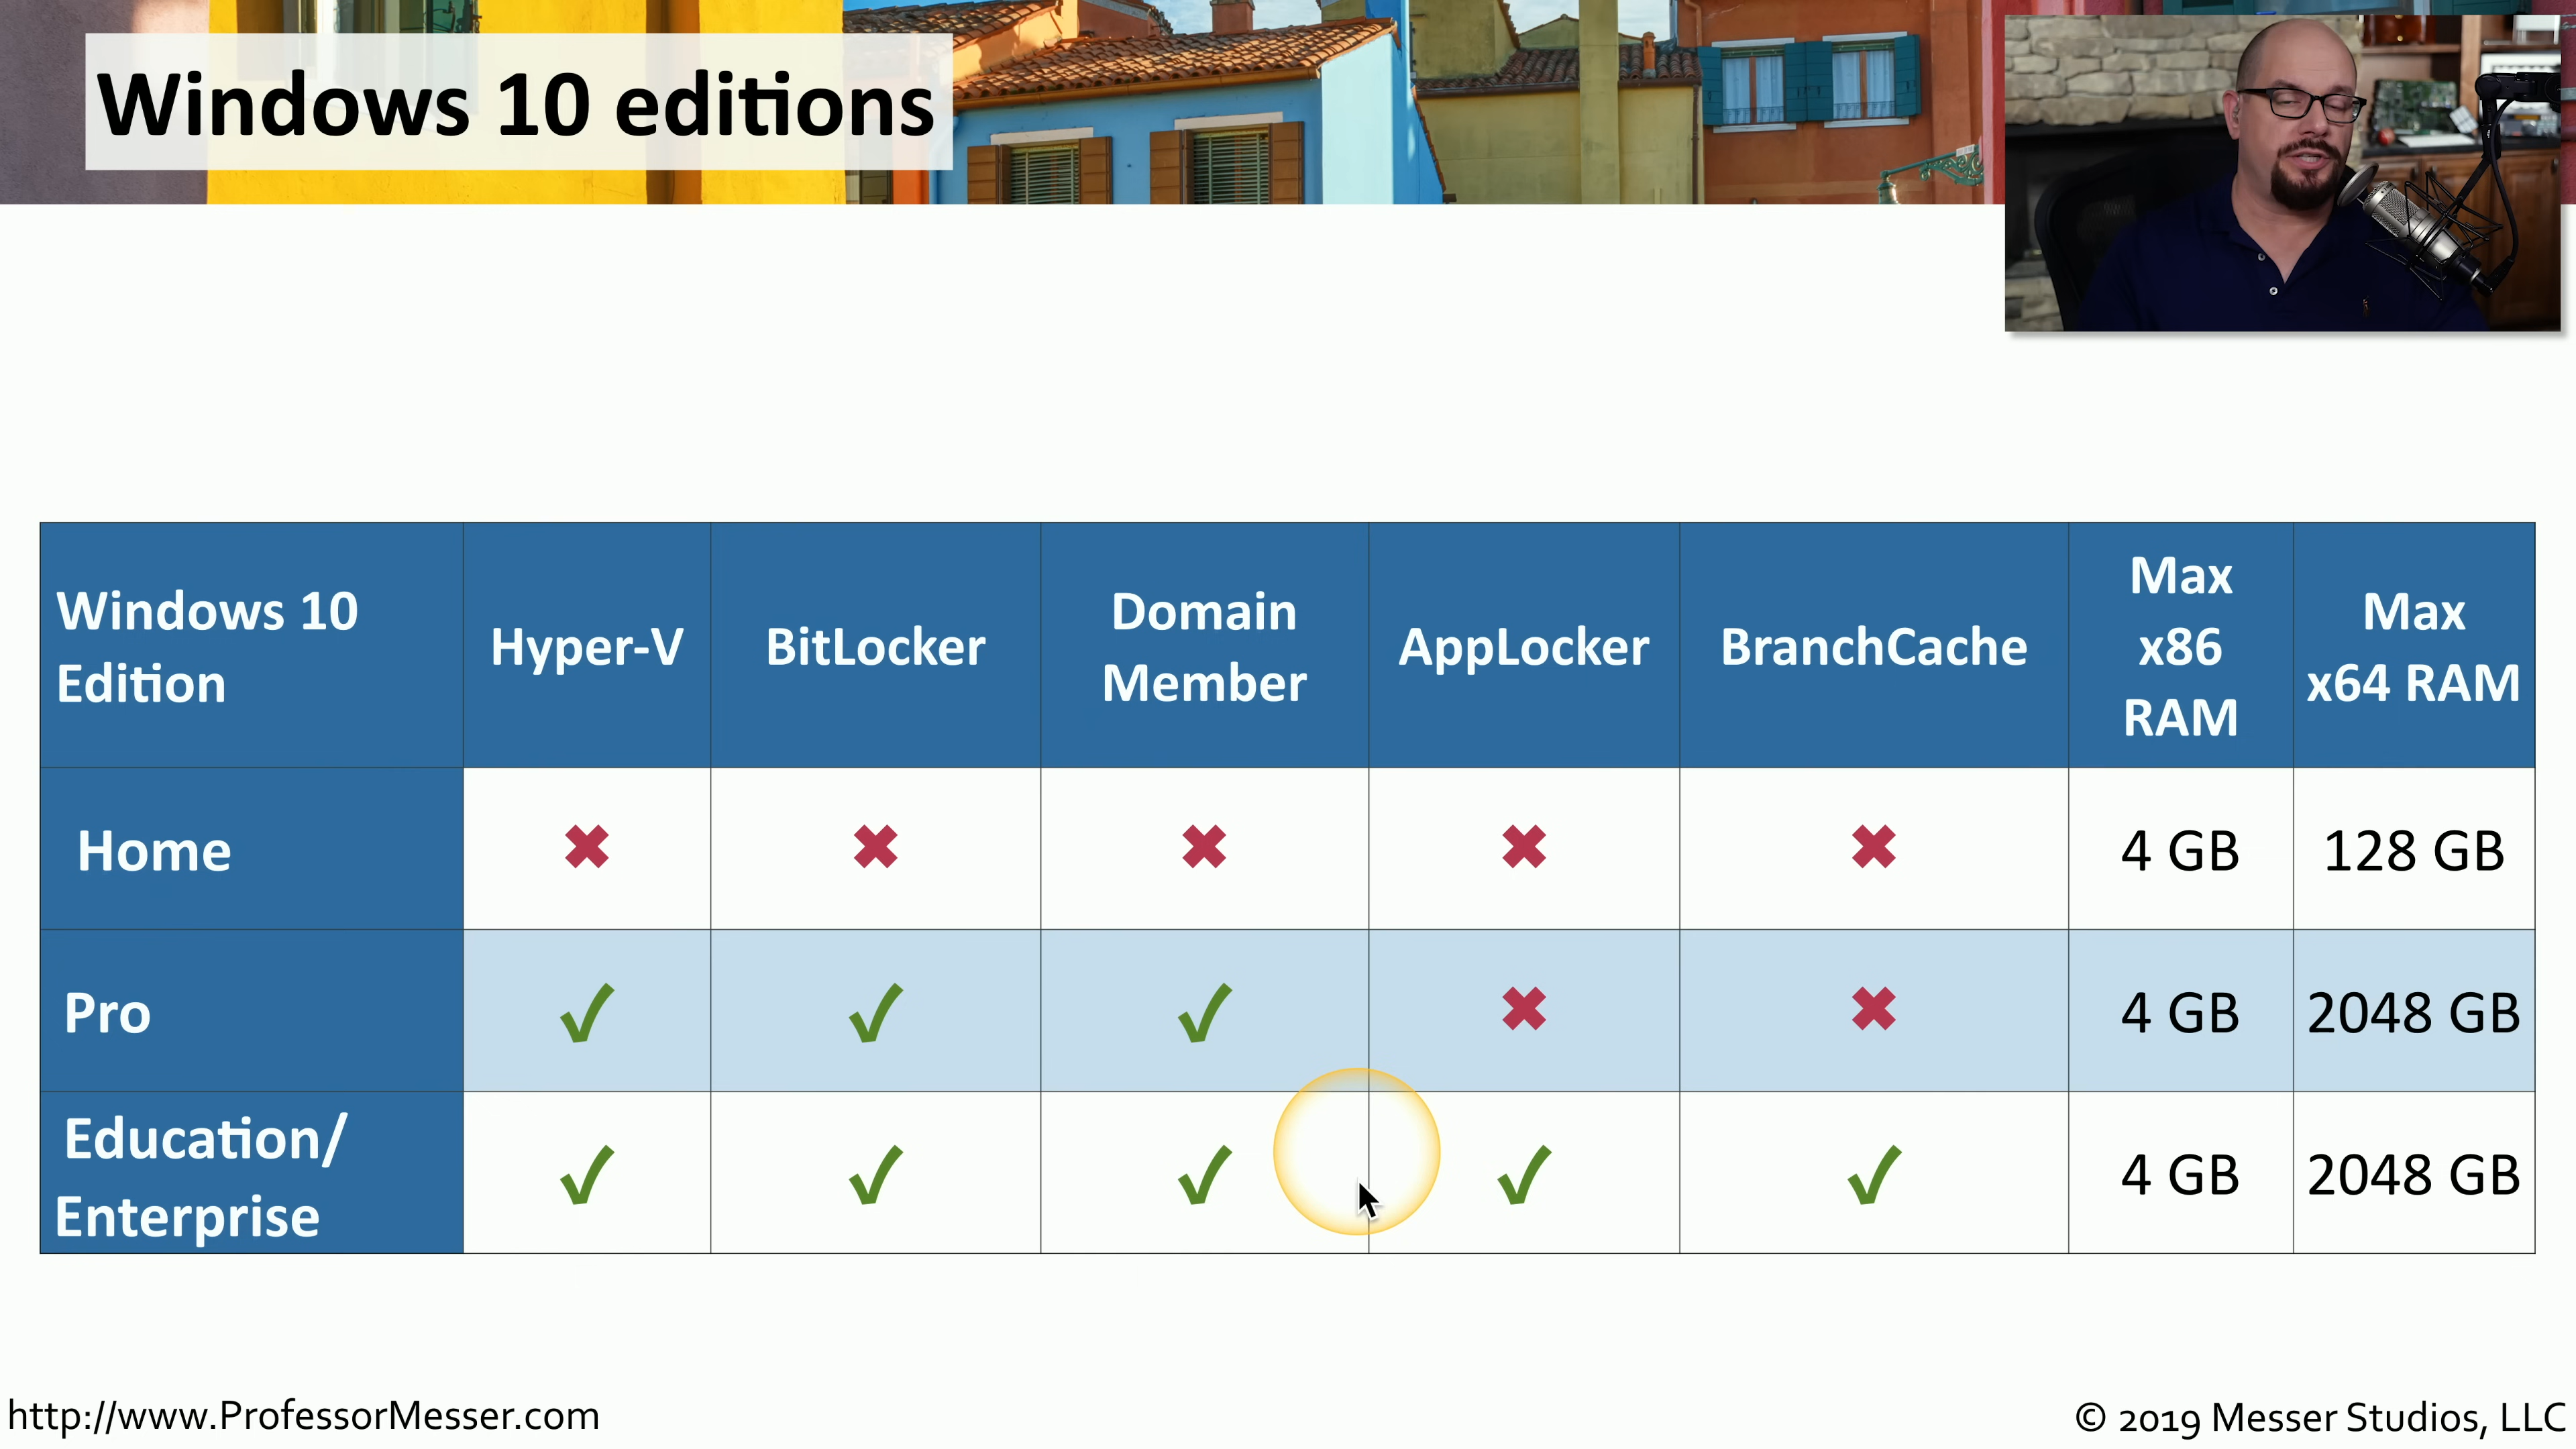 Windows 10 editions
Windows 10 Edition Hyper-V BitLocker Domain Member AppLocker BranchCache Max x86 RAM Max x64 RAM
Home ✖ ✖ ✖ ✖ ✖ 4 GB 128 GB
Pro ✓ ✓ ✓ ✖ ✖ 4 GB 2048 GB
Education/ Enterprise ✓ ✓ ✓ ✓ ✓ 4 GB 2048 GB
http://www.ProfessorMesser.com
© 2019 Messer Studios, LLC